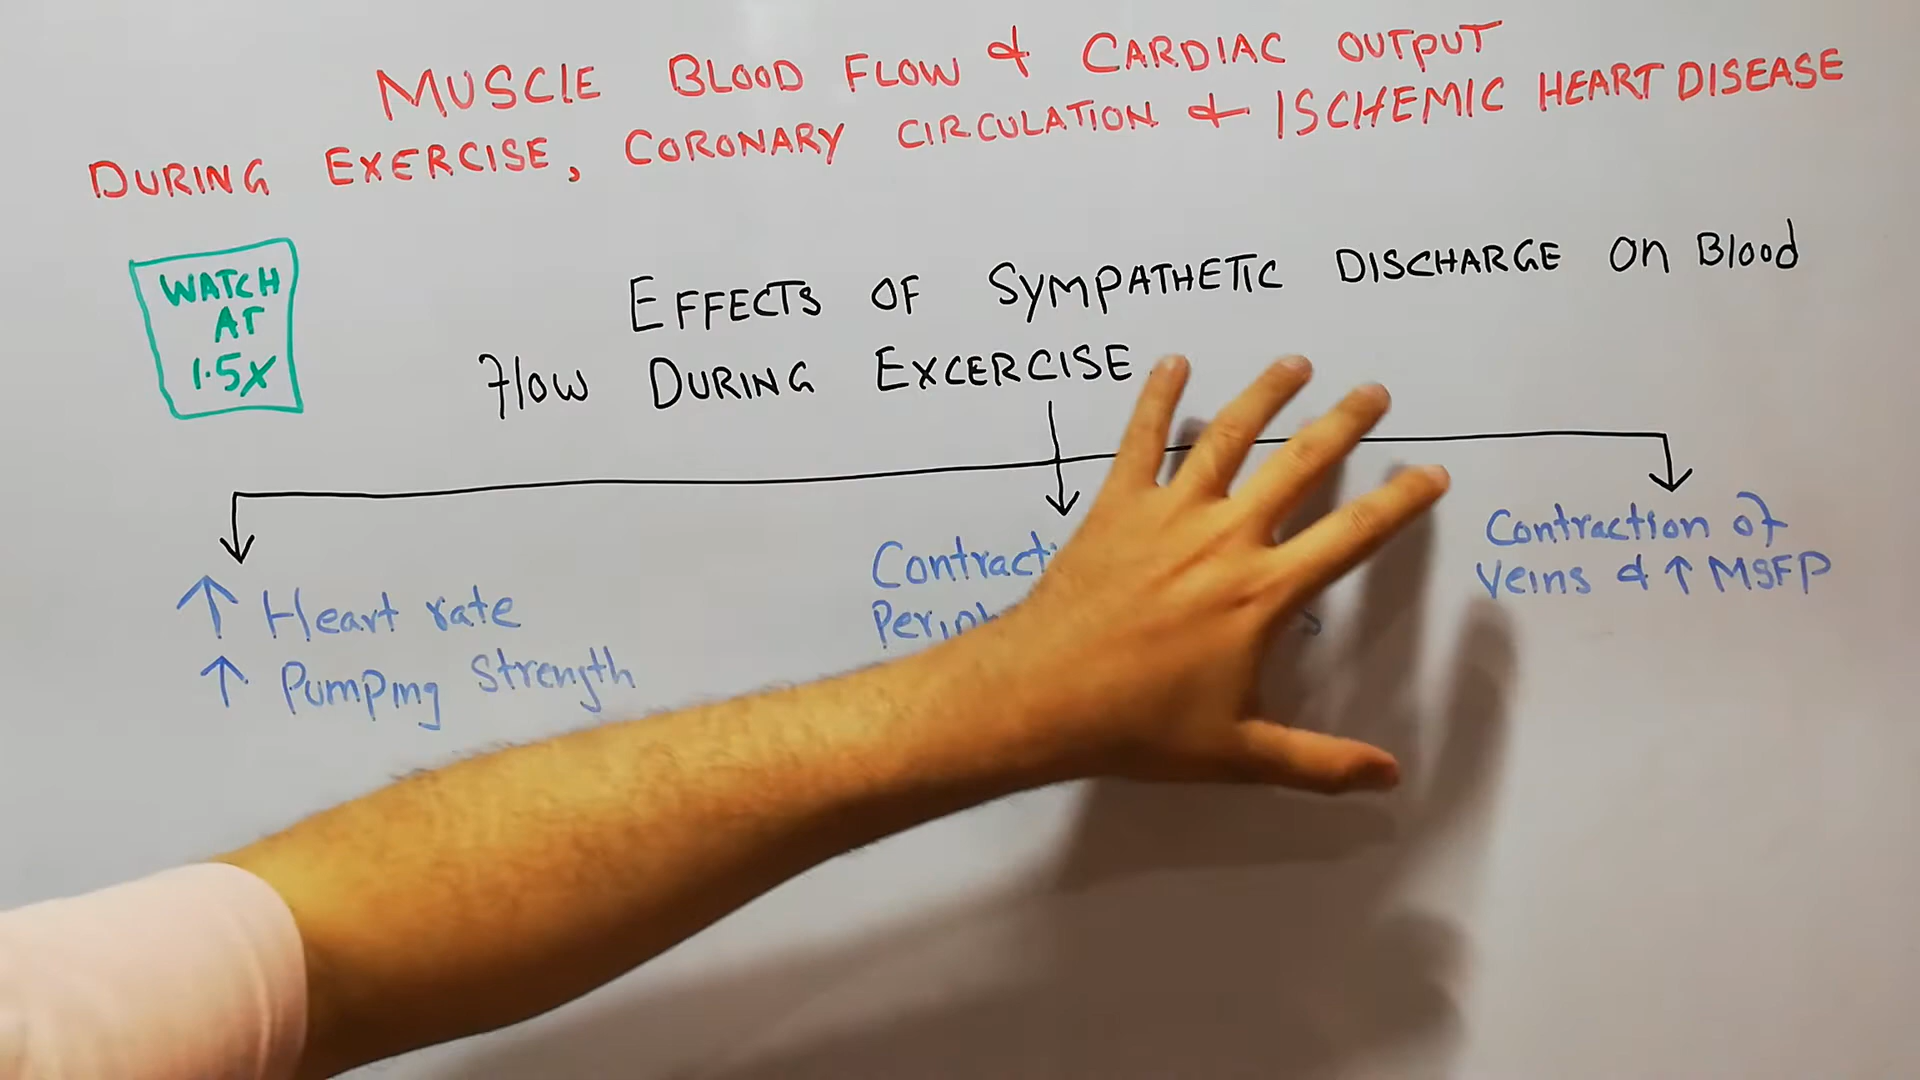 MUSCLE BLOOD FLOW & CARDIAC OUTPUT
DURING EXERCISE, CORONARY CIRCULATION & ISCHEMIC HEART DISEASE
WATCH
AT
1.5X
EFFECTS OF SYMPATHETIC DISCHARGE On Blood
Flow DURING EXCERCISE
↑ Heart rate
↑ Pumping Strength
Contraction of
Veins & ↑ MSFP